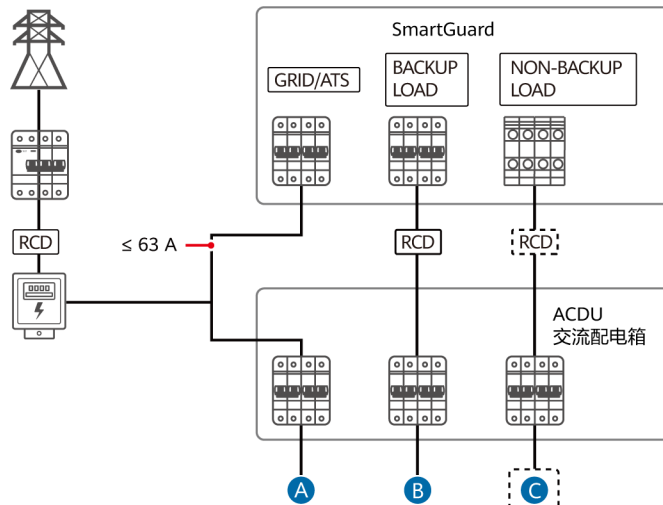 SmartGuard
GRID/ATS
BACKUP
LOAD
NON-BACKUP
LOAD
RCD
≤ 63 A
RCD
RCD
ACDU
交流配电箱
A
B
C